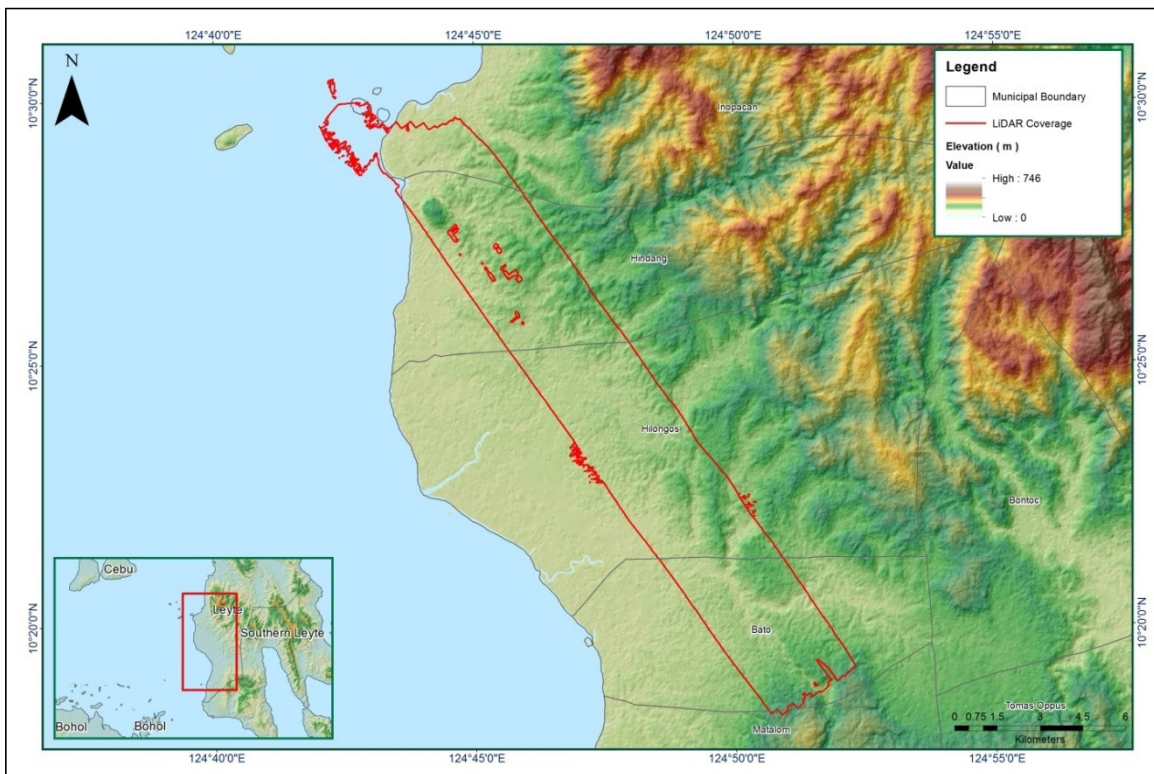 124°40'0"E 124°45'0"E 124°50'0"E 124°55'0"E
N
10°30'0"N
10°30'0"N
Legend
Municipal Boundary
LiDAR Coverage
Elevation ( m )
Value
High : 746
Low : 0
Inopacan
Hindang
10°25'0"N
10°25'0"N
Hilongos
Bontoc
10°20'0"N
10°20'0"N
Bato
Tomas Oppus
Matalom
0 0.75 1.5 3 4.5 6
Kilometers
Cebu
Leyte
Southern Leyte
Bohol
Bohol
124°40'0"E 124°45'0"E 124°50'0"E 124°55'0"E